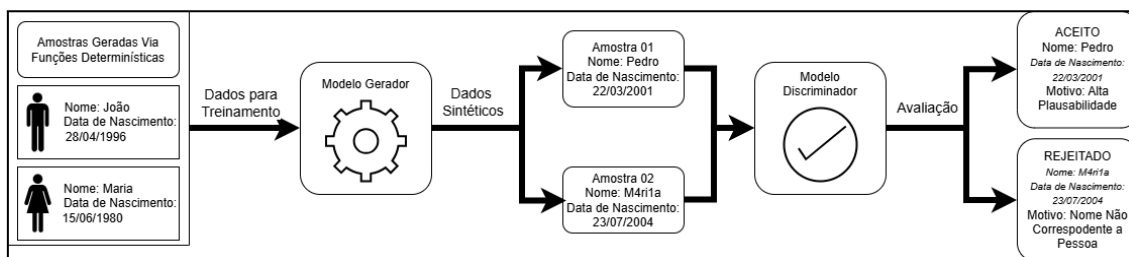 Amostras Geradas Via
Funções Determinísticas
Nome: João
Data de Nascimento:
28/04/1996
Nome: Maria
Data de Nascimento:
15/06/1980
Dados para
Treinamento
Modelo Gerador
Dados
Sintéticos
Amostra 01
Nome: Pedro
Data de Nascimento:
22/03/2001
Amostra 02
Nome: M4ri1a
Data de Nascimento:
23/07/2004
Modelo
Discriminador
Avaliação
ACEITO
Nome: Pedro
Data de Nascimento:
22/03/2001
Motivo: Alta
Plausabilidade
REJEITADO
Nome: M4ri1a
Data de Nascimento:
23/07/2004
Motivo: Nome Não
Correspodente a
Pessoa